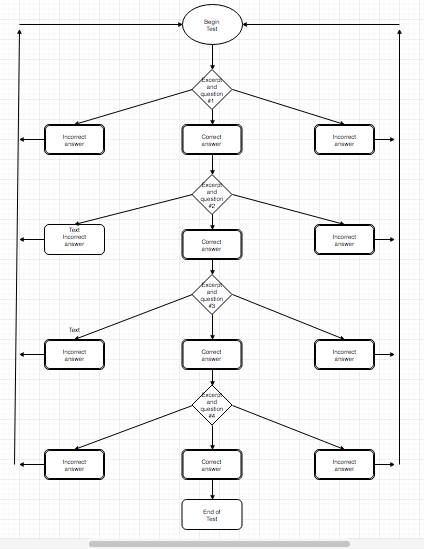 Begin
Test
Excerpt
and
question
#1
Incorrect
answer
Correct
answer
Incorrect
answer
Excerpt
and
question
#2
Text
Incorrect
answer
Correct
answer
Incorrect
answer
Excerpt
and
question
#3
Text
Incorrect
answer
Correct
answer
Incorrect
answer
Excerpt
and
question
#4
Incorrect
answer
Correct
answer
Incorrect
answer
End of
Test